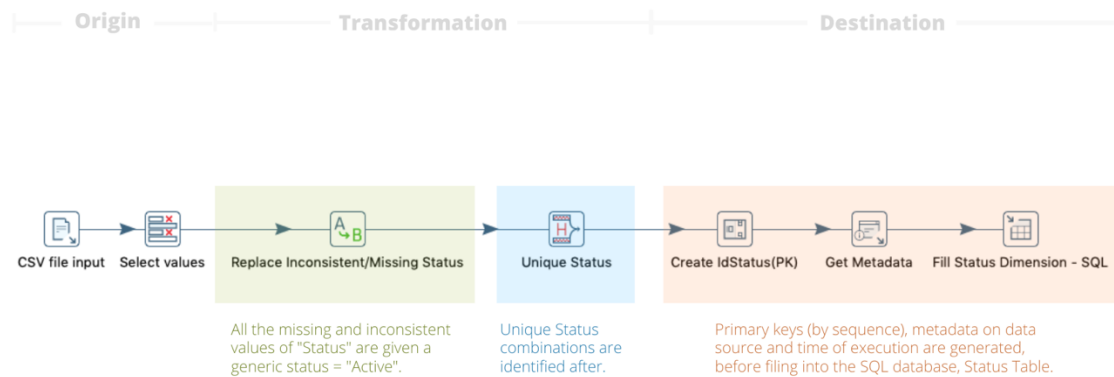 Origin
Transformation
Destination
A
B
H
CSV file input
Select values
Replace Inconsistent/Missing Status
Unique Status
Create IdStatus(PK)
Get Metadata
Fill Status Dimension - SQL
All the missing and inconsistent
values of "Status" are given a
generic status = "Active".
Unique Status
combinations are
identified after.
Primary keys (by sequence), metadata on data
source and time of execution are generated,
before filing into the SQL database, Status Table.